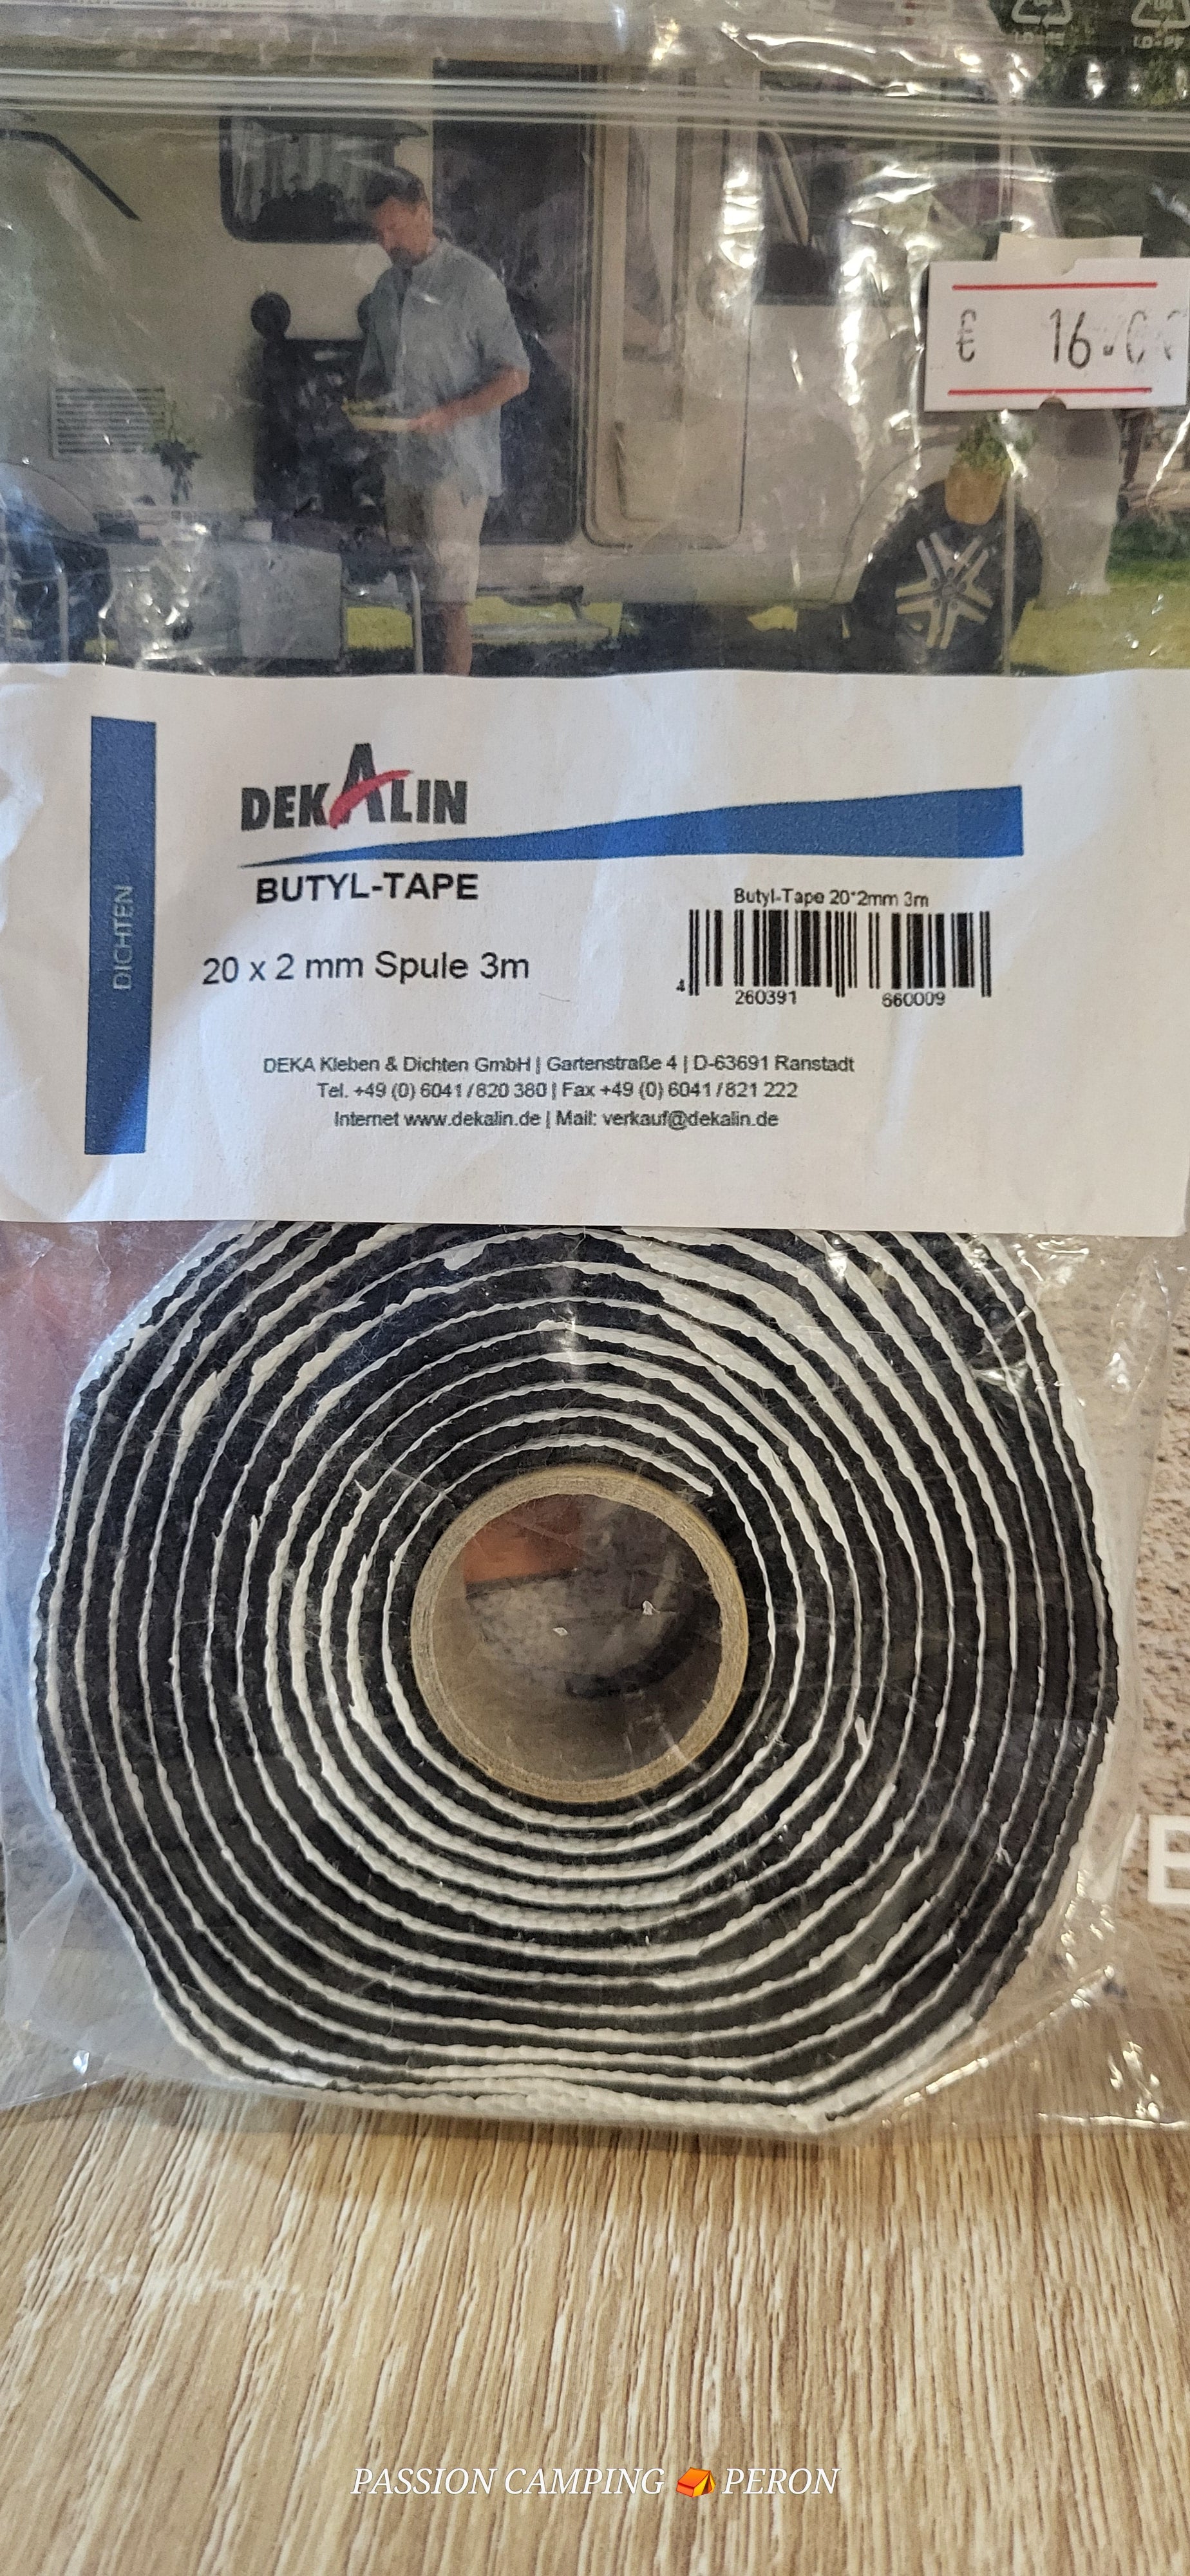 € 16.00
DEKALIN
BUTYL-TAPE
DICHTEN
20 x 2 mm Spule 3m
Butyl-Tape 20*2mm 3m
4 260391 660009
DEKA Kleben & Dichten GmbH | Gartenstraße 4 | D-63691 Ranstadt
Tel. +49 (0) 6041/820 380 | Fax +49 (0) 6041/821 222
Internet www.dekalin.de | Mail: verkauf@dekalin.de
PASSION CAMPING 🏕 PERON